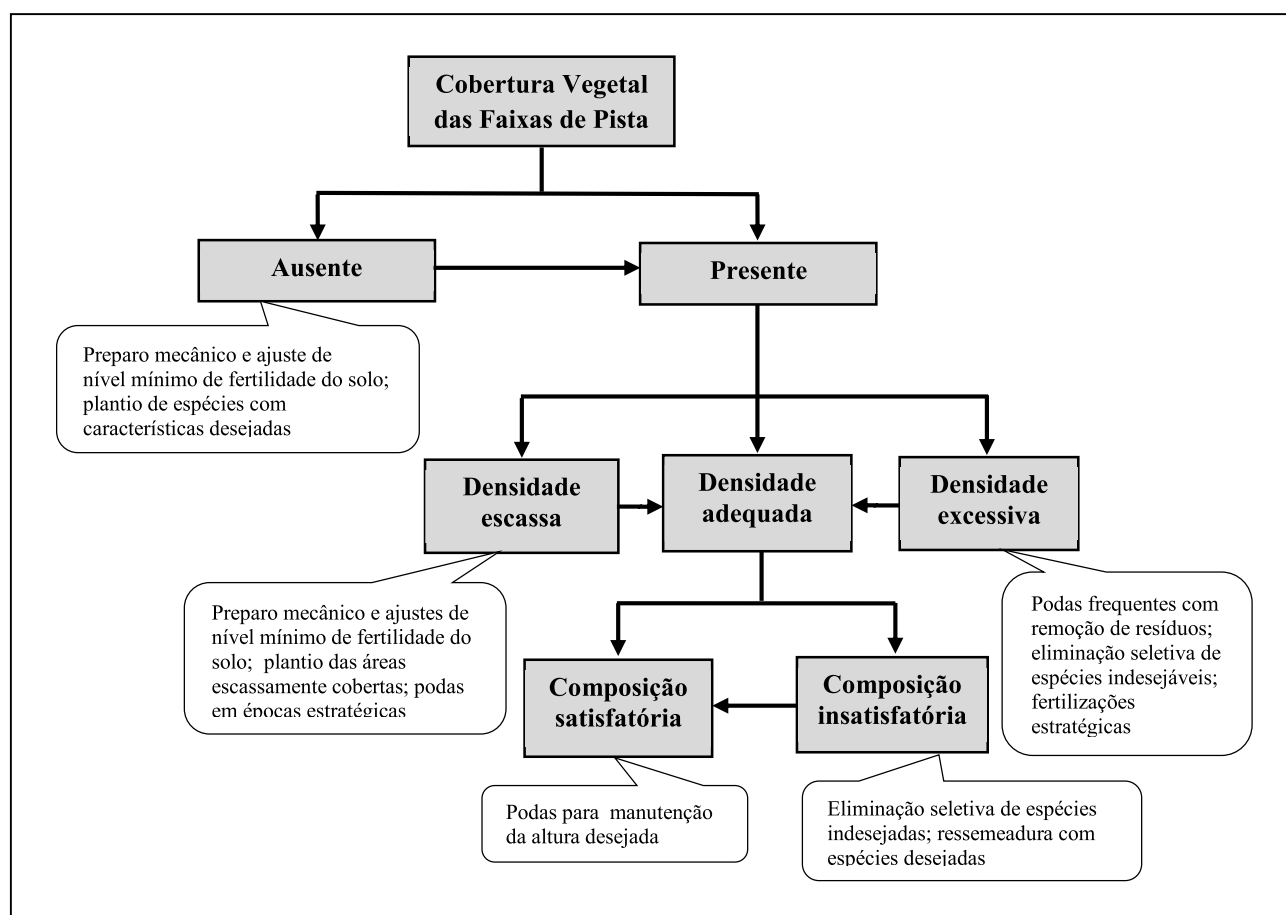 Cobertura Vegetal
das Faixas de Pista
Ausente
Presente
Preparo mecânico e ajuste de
nível mínimo de fertilidade do solo;
plantio de espécies com
características desejadas
Densidade
escassa
Densidade
adequada
Densidade
excessiva
Preparo mecânico e ajustes de
nível mínimo de fertilidade do
solo; plantio das áreas
escassamente cobertas; podas
em épocas estratégicas
Podas frequentes com
remoção de resíduos;
eliminação seletiva de
espécies indesejáveis;
fertilizações
estratégicas
Composição
satisfatória
Composição
insatisfatória
Podas para manutenção
da altura desejada
Eliminação seletiva de espécies
indesejadas; ressemeadura com
espécies desejadas